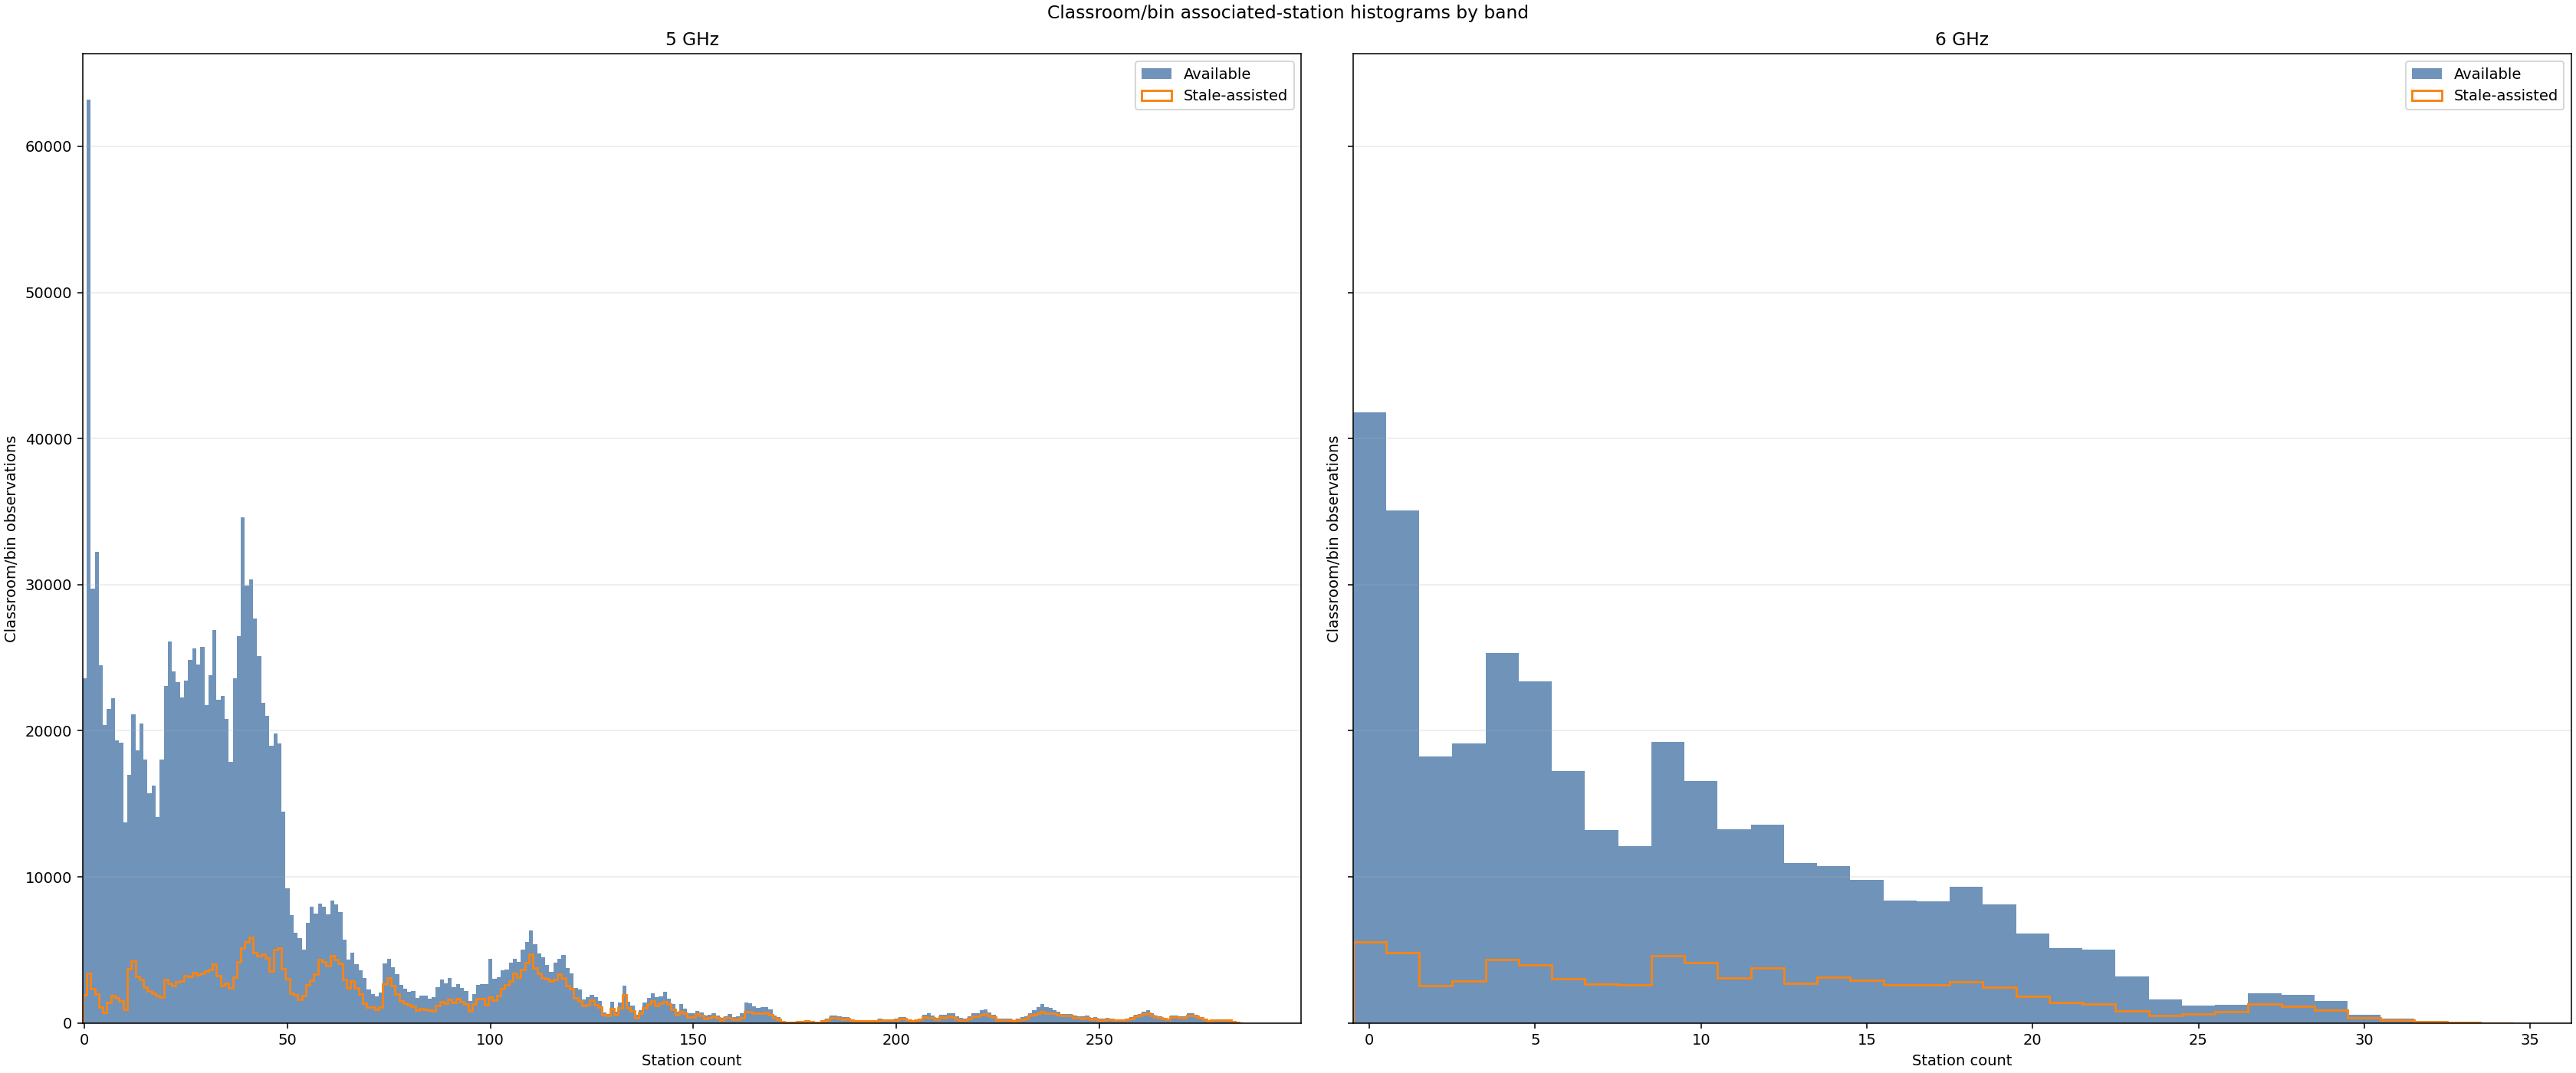 Classroom/bin associated-station histograms by band
5 GHz
Available
Stale-assisted
60000
50000
40000
30000
20000
10000
0
Classroom/bin observations
0 50 100 150 200 250
Station count
6 GHz
Available
Stale-assisted
Classroom/bin observations
0 5 10 15 20 25 30 35
Station count